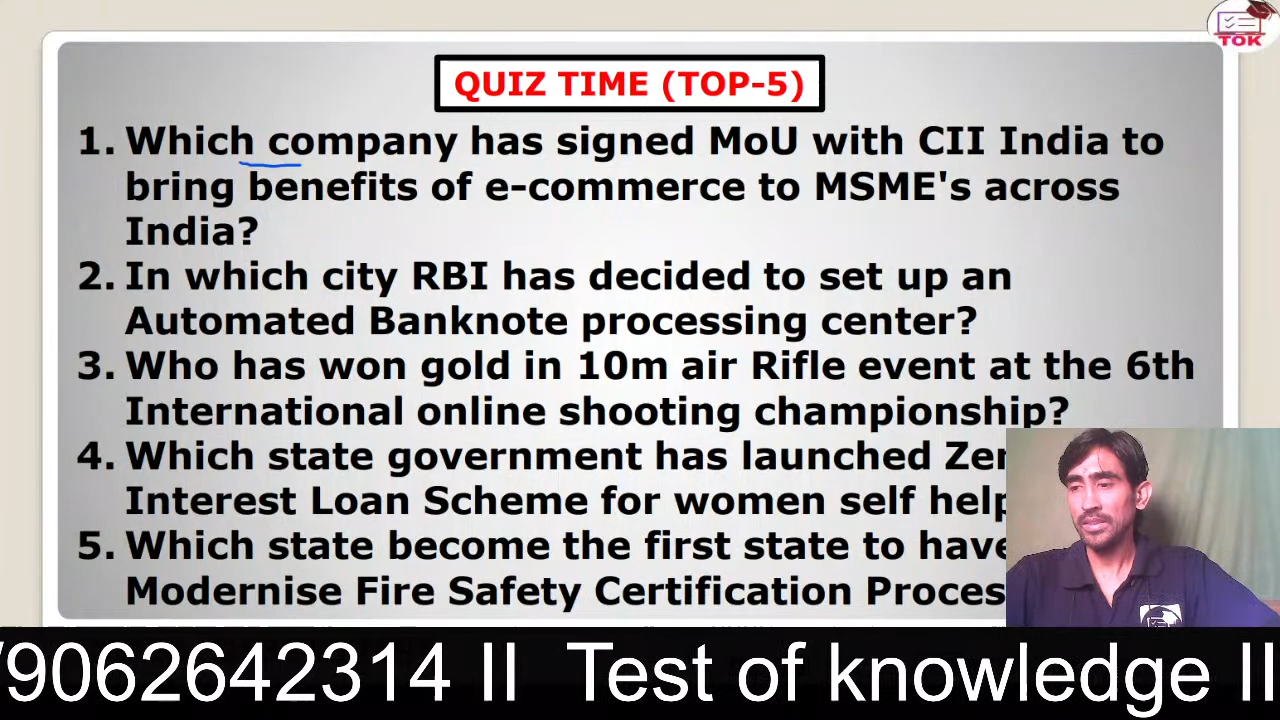 TOK
QUIZ TIME (TOP-5)
1. Which company has signed MoU with CII India to
bring benefits of e-commerce to MSME's across
India?
2. In which city RBI has decided to set up an
Automated Banknote processing center?
3. Who has won gold in 10m air Rifle event at the 6th
International online shooting championship?
4. Which state government has launched
Interest Loan Scheme for women self
5. Which state become the first state to have
Modernise Fire Safety Certification
/9062642314 II Test of knowledge II